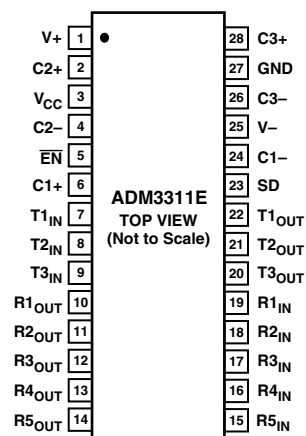 V+ 1 28 C3+
C2+ 2 27 GND
VCC 3 26 C3–
C2– 4 25 V–
EN 5 24 C1–
C1+ 6 23 SD
T1IN 7 22 T1OUT
T2IN 8 21 T2OUT
T3IN 9 20 T3OUT
R1OUT 10 19 R1IN
R2OUT 11 18 R2IN
R3OUT 12 17 R3IN
R4OUT 13 16 R4IN
R5OUT 14 15 R5IN
ADM3311E
TOP VIEW
(Not to Scale)